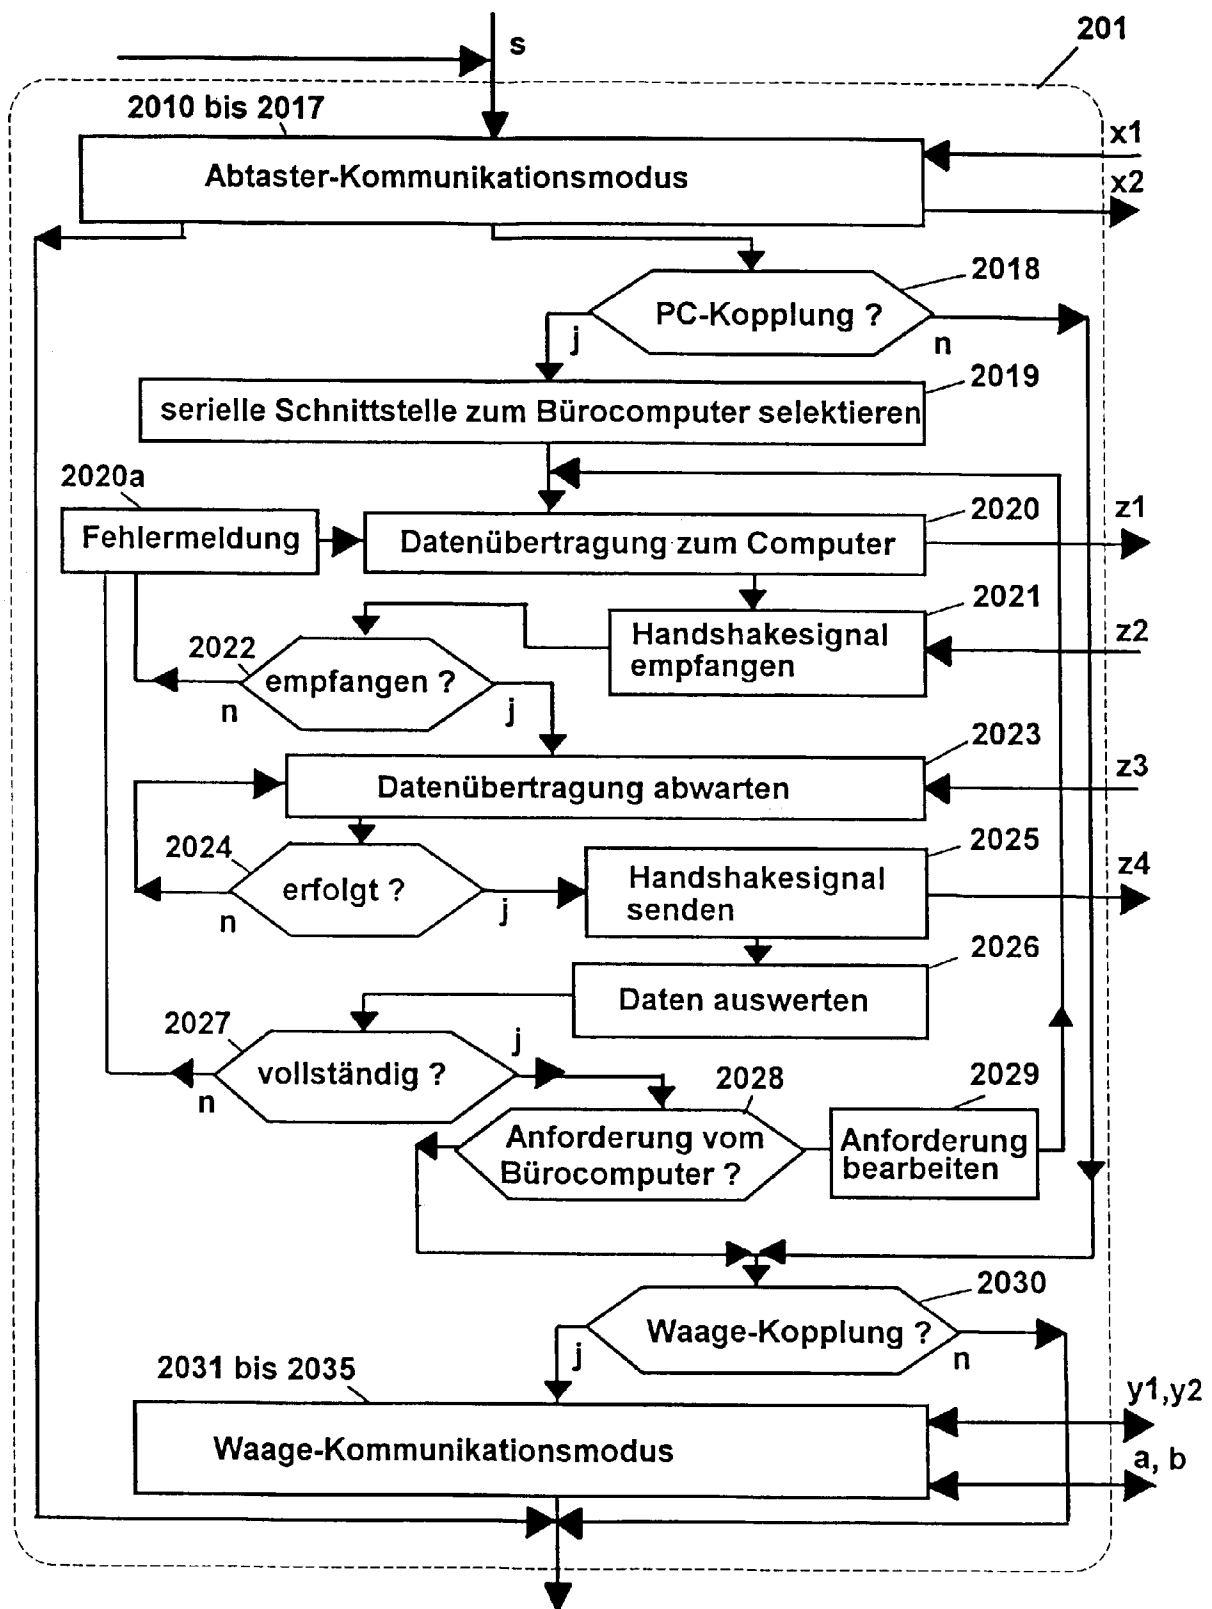 201
s
2010 bis 2017
x1
Abtaster-Kommunikationsmodus
x2
2018
PC-Kopplung ?
j
n
2019
serielle Schnittstelle zum Bürocomputer selektieren
2020a
2020
z1
Fehlermeldung
Datenübertragung zum Computer
2021
z2
Handshakesignal
empfangen
2022
empfangen ?
n
j
2023
z3
Datenübertragung abwarten
2024
2025
z4
erfolgt ?
Handshakesignal
senden
n
j
2026
Daten auswerten
2027
j
vollständig ?
n
2028
2029
Anforderung vom
Bürocomputer ?
Anforderung
bearbeiten
2030
Waage-Kopplung ?
j
n
2031 bis 2035
y1,y2
Waage-Kommunikationsmodus
a, b